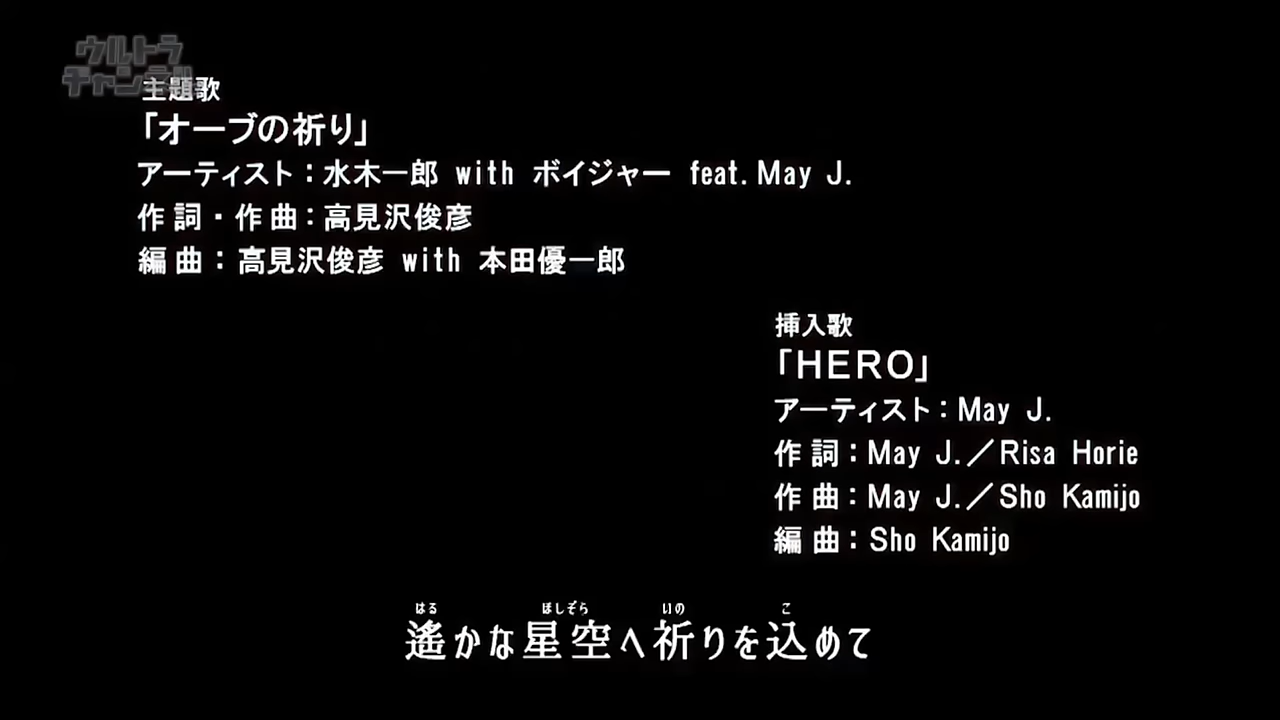 ウルトラ
チャンネル
主題歌
「オーブの祈り」
アーティスト：水木一郎 with ボイジャー feat. May J.
作詞・作曲：高見沢俊彦
編曲：高見沢俊彦 with 本田優一郎
挿入歌
「HERO」
アーティスト：May J.
作詞：May J.／Risa Horie
作曲：May J.／Sho Kamijo
編曲：Sho Kamijo
はる ほしぞら いの こ
遙かな星空へ祈りを込めて